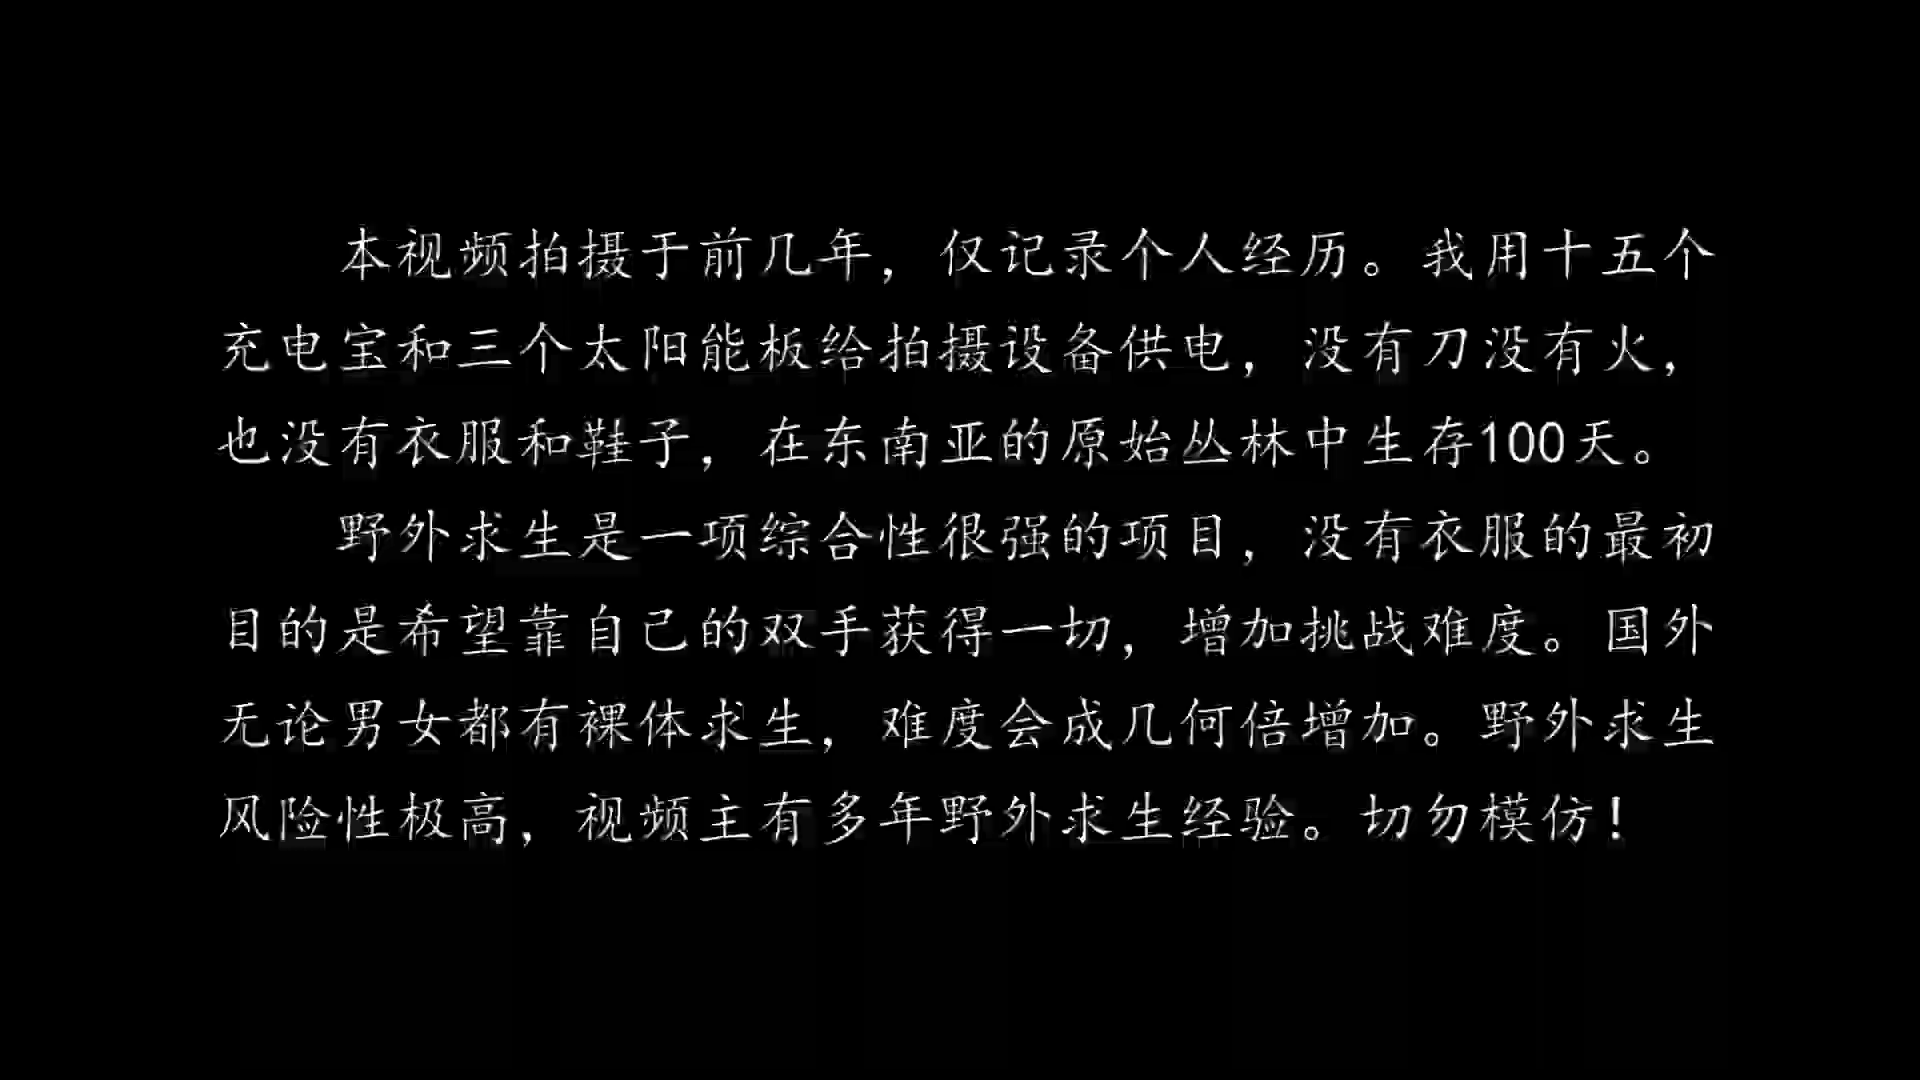 本视频拍摄于前几年，仅记录个人经历。我用十五个
充电宝和三个太阳能板给拍摄设备供电，没有刀没有火，
也没有衣服和鞋子，在东南亚的原始丛林中生存100天。
野外求生是一项综合性很强的项目，没有衣服的最初
目的是希望靠自己的双手获得一切，增加挑战难度。国外
无论男女都有裸体求生，难度会成几何倍增加。野外求生
风险性极高，视频主有多年野外求生经验。切勿模仿！